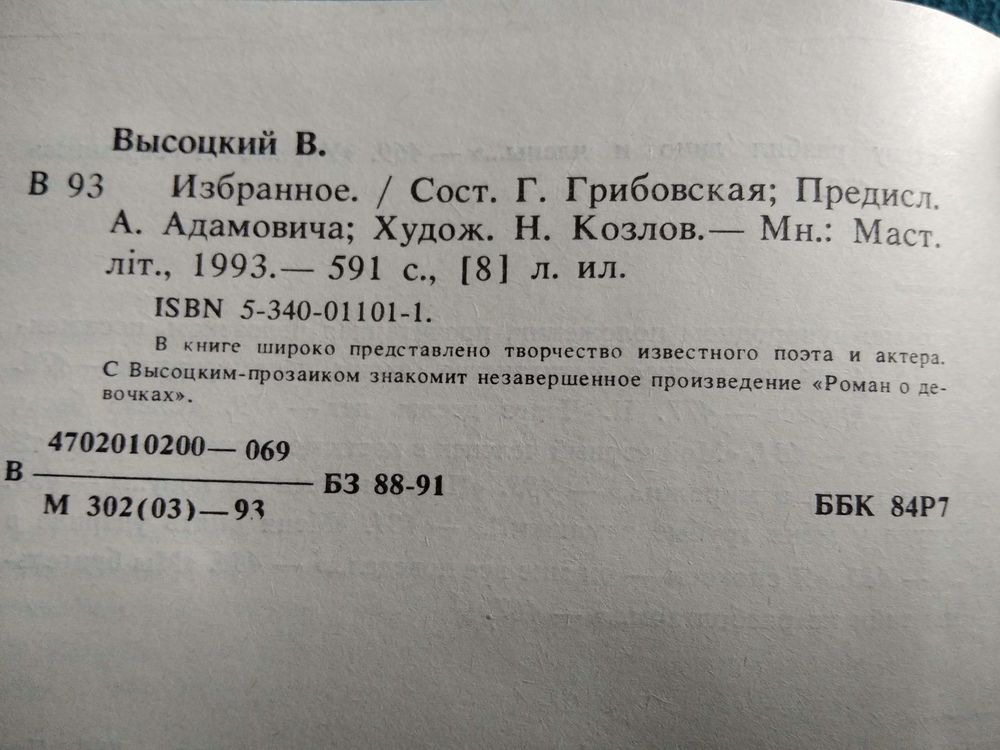 Высоцкий В.
В 93 Избранное. / Сост. Г. Грибовская; Предисл.
А. Адамовича; Худож. Н. Козлов.— Мн.: Маст.
літ., 1993.— 591 с., [8] л. ил.
ISBN 5-340-01101-1.
В книге широко представлено творчество известного поэта и актера.
С Высоцким-прозаиком знакомит незавершенное произведение «Роман о де-
вочках».
4702010200—069
В БЗ 88-91
М 302(03)—93
ББК 84Р7